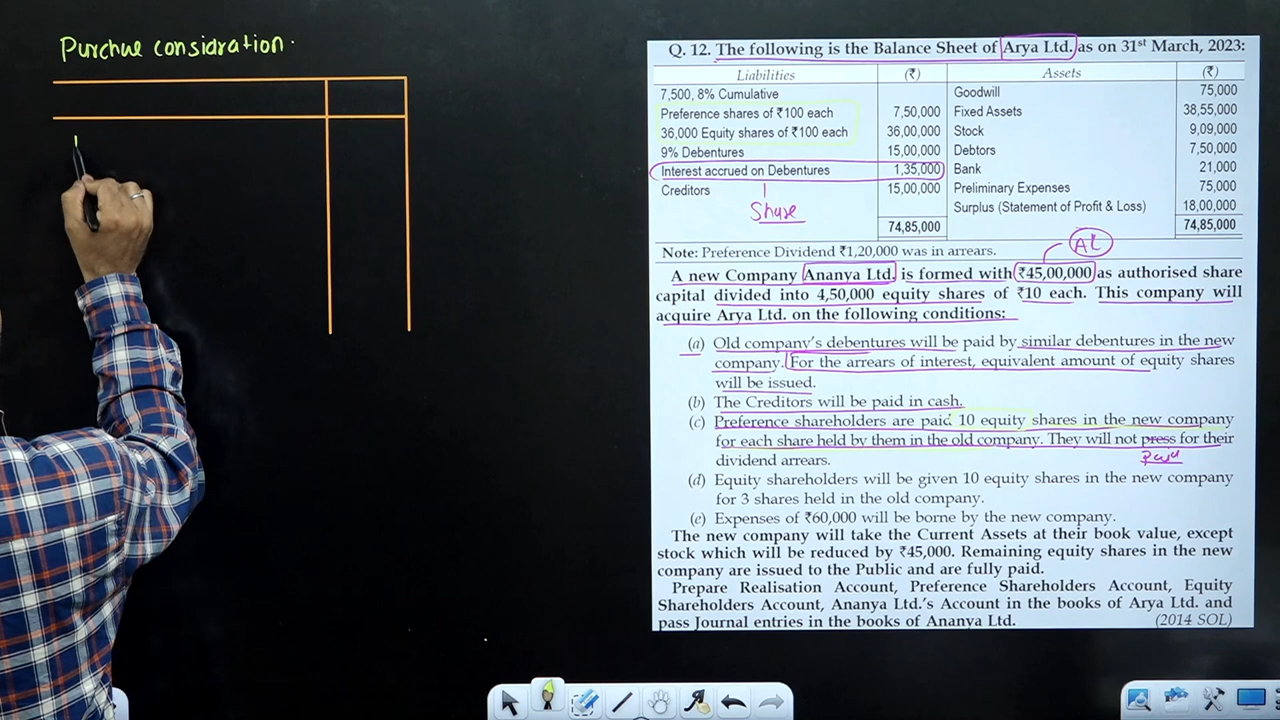 Purchue considration.
Q. 12. The following is the Balance Sheet of Arya Ltd. as on 31st March, 2023:
Liabilities (₹) Assets (₹)
7,500, 8% Cumulative Goodwill 75,000
Preference shares of ₹100 each 7,50,000 Fixed Assets 38,55,000
36,000 Equity shares of ₹100 each 36,00,000 Stock 9,09,000
9% Debentures 15,00,000 Debtors 7,50,000
Interest accrued on Debentures 1,35,000 Bank 21,000
Creditors 15,00,000 Preliminary Expenses 75,000
Share Surplus (Statement of Profit & Loss) 18,00,000
74,85,000 74,85,000
Note: Preference Dividend ₹1,20,000 was in arrears.
A new Company Ananya Ltd. is formed with ₹45,00,000 as authorised share
capital divided into 4,50,000 equity shares of ₹10 each. This company will
acquire Arya Ltd. on the following conditions:
(a) Old company's debentures will be paid by similar debentures in the new
company. For the arrears of interest, equivalent amount of equity shares
will be issued.
(b) The Creditors will be paid in cash.
(c) Preference shareholders are paid 10 equity shares in the new company
for each share held by them in the old company. They will not press for their
dividend arrears.
(d) Equity shareholders will be given 10 equity shares in the new company
for 3 shares held in the old company.
(e) Expenses of ₹60,000 will be borne by the new company.
The new company will take the Current Assets at their book value, except
stock which will be reduced by ₹45,000. Remaining equity shares in the new
company are issued to the Public and are fully paid.
Prepare Realisation Account, Preference Shareholders Account, Equity
Shareholders Account, Ananya Ltd.'s Account in the books of Arya Ltd. and
pass Journal entries in the books of Ananya Ltd. (2014 SOL)